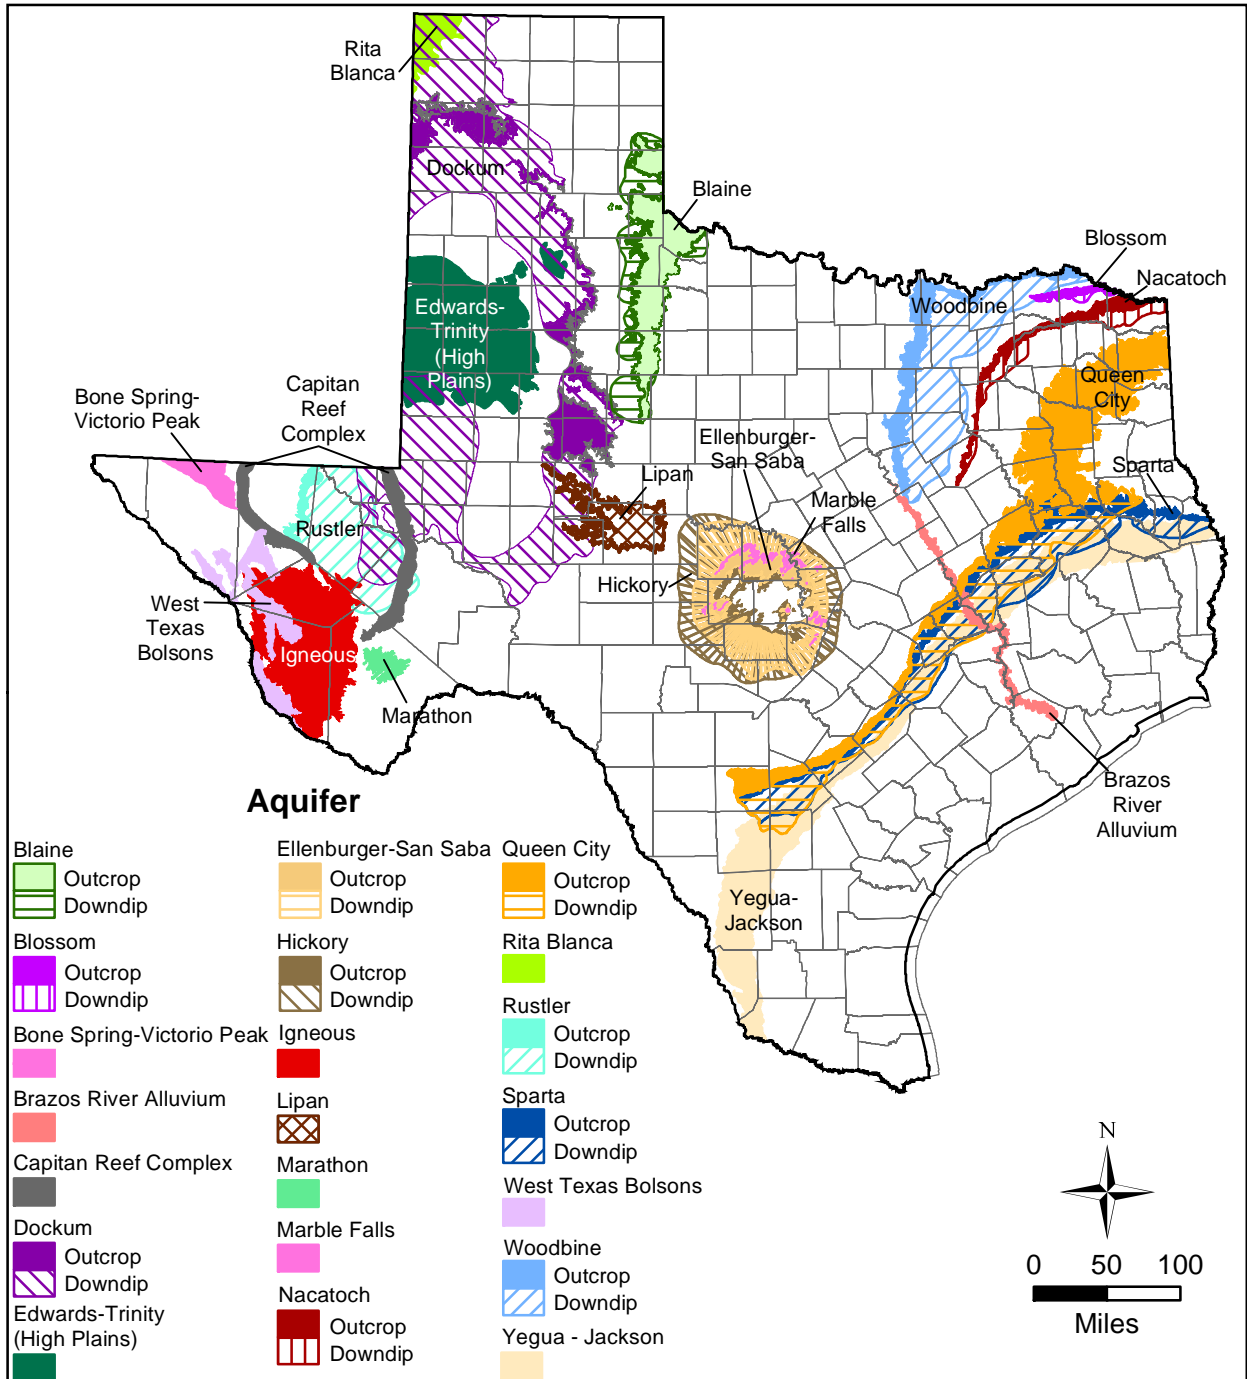 Rita
Blanca
Dockum
Blaine
Blossom
Nacatoch
Woodbine
Edwards-
Trinity
(High
Plains)
Queen
City
Bone Spring-
Victorio Peak
Capitan
Reef
Complex
Ellenburger-
San Saba
Sparta
Lipan
Marble
Falls
Rustler
Hickory
West
Texas
Bolsons
Igneous
Marathon
Brazos
River
Alluvium
Yegua-
Jackson
Aquifer
Blaine
Outcrop
Downdip
Blossom
Outcrop
Downdip
Bone Spring-Victorio Peak
Brazos River Alluvium
Capitan Reef Complex
Dockum
Outcrop
Downdip
Edwards-Trinity
(High Plains)
Ellenburger-San Saba
Outcrop
Downdip
Hickory
Outcrop
Downdip
Igneous
Lipan
Marathon
Marble Falls
Nacatoch
Outcrop
Downdip
Queen City
Outcrop
Downdip
Rita Blanca
Rustler
Outcrop
Downdip
Sparta
Outcrop
Downdip
West Texas Bolsons
Woodbine
Outcrop
Downdip
Yegua - Jackson
N
0 50 100
Miles